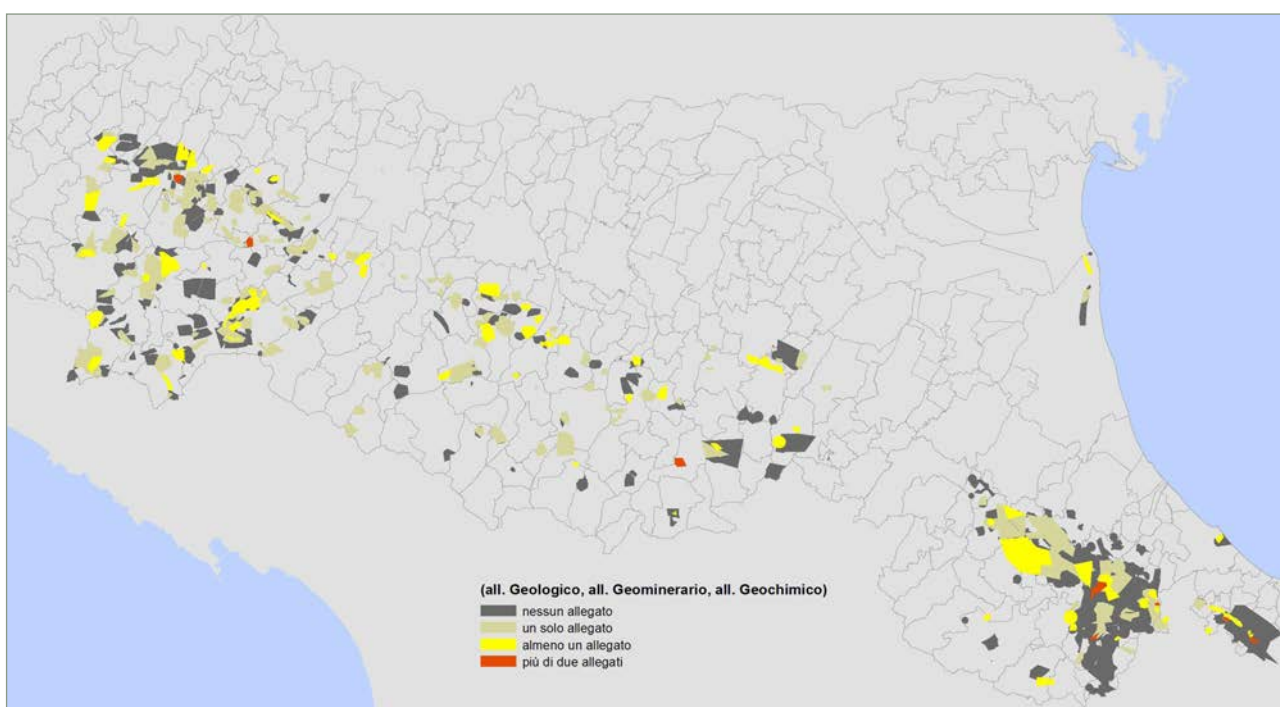 (all. Geologico, all. Geominerario, all. Geochimico)
nessun allegato
un solo allegato
almeno un allegato
più di due allegati